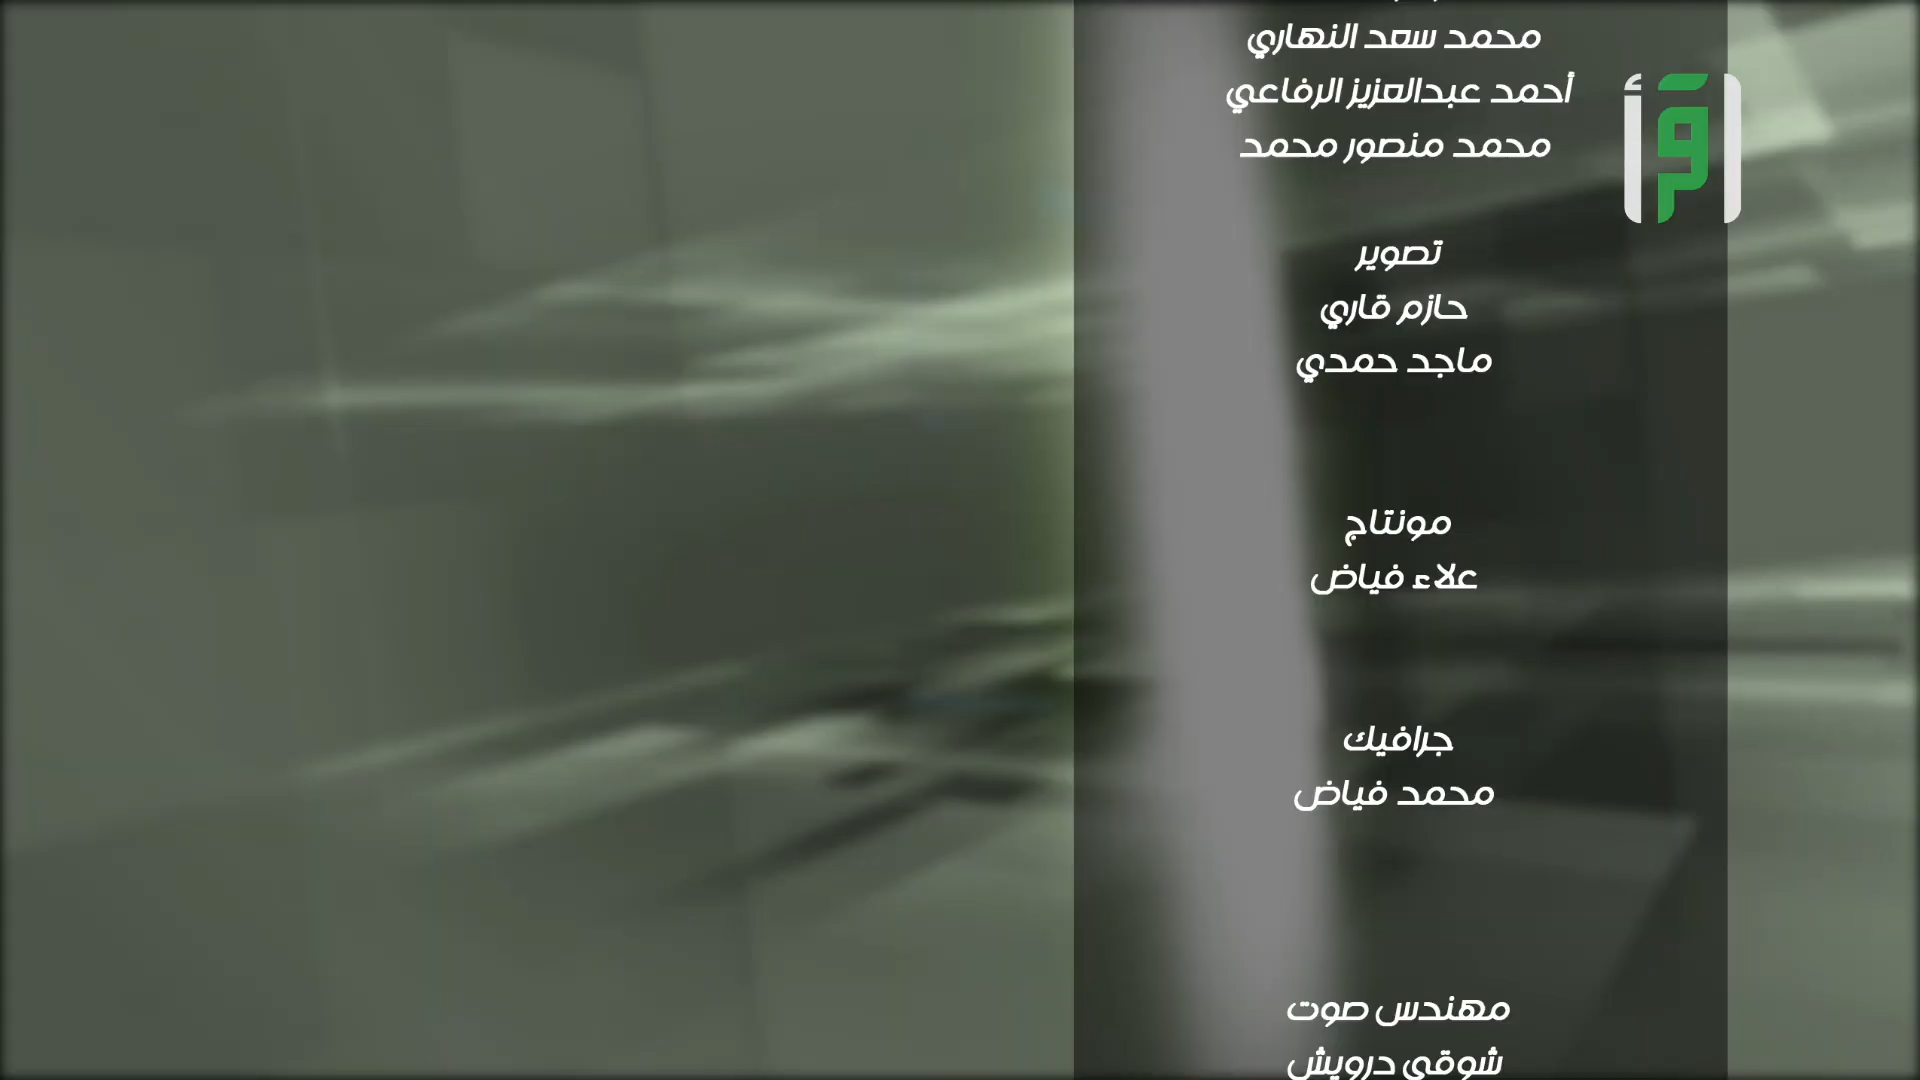 محمد سعد النهاري
أحمد عبدالعزيز الرفاعي
محمد منصور محمد
اقرأ
تصوير
حازم قاري
ماجد حمدي
مونتاج
علاء فياض
جرافيك
محمد فياض
مهندس صوت
شوقي درويش